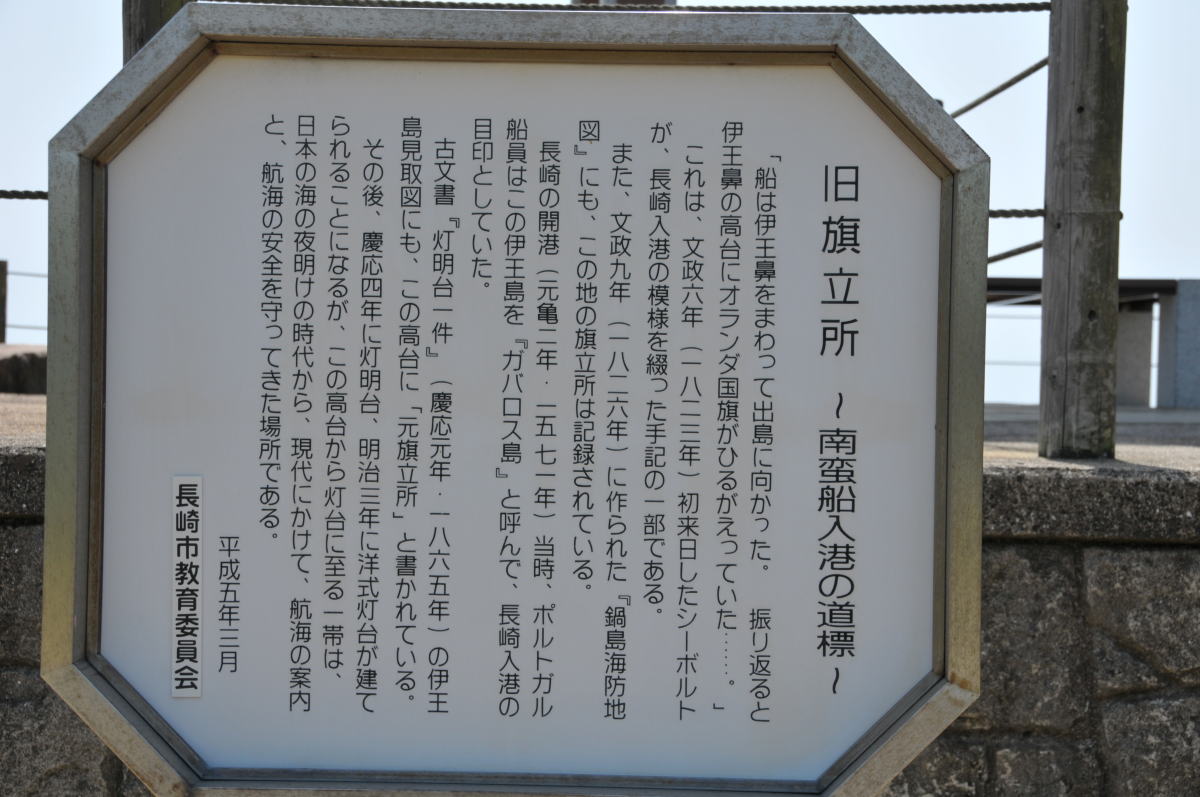 旧旗立所 ~南蛮船入港の道標~
「船は伊王鼻をまわって出島に向かった。 振り返ると
伊王鼻の高台にオランダ国旗がひるがえっていた……。」
これは、文政六年（一八二三年）初来日したシーボルト
が、長崎入港の模様を綴った手記の一部である。
また、文政九年（一八二六年）に作られた『鍋島海防地
図』にも、この地の旗立所は記録されている。
長崎の開港（元亀二年・一五七一年）当時、ポルトガル
船員はこの伊王島を『ガバロス島』と呼んで、長崎入港の
目印としていた。
古文書『灯明台一件』（慶応元年・一八六五年）の伊王
島見取図にも、この高台に「元旗立所」と書かれている。
その後、慶応四年に灯明台、明治三年に洋式灯台が建て
られることになるが、この高台から灯台に至る一帯は、
日本の海の夜明けの時代から、現代にかけて、航海の案内
と、航海の安全を守ってきた場所である。
平成五年三月
長崎市教育委員会